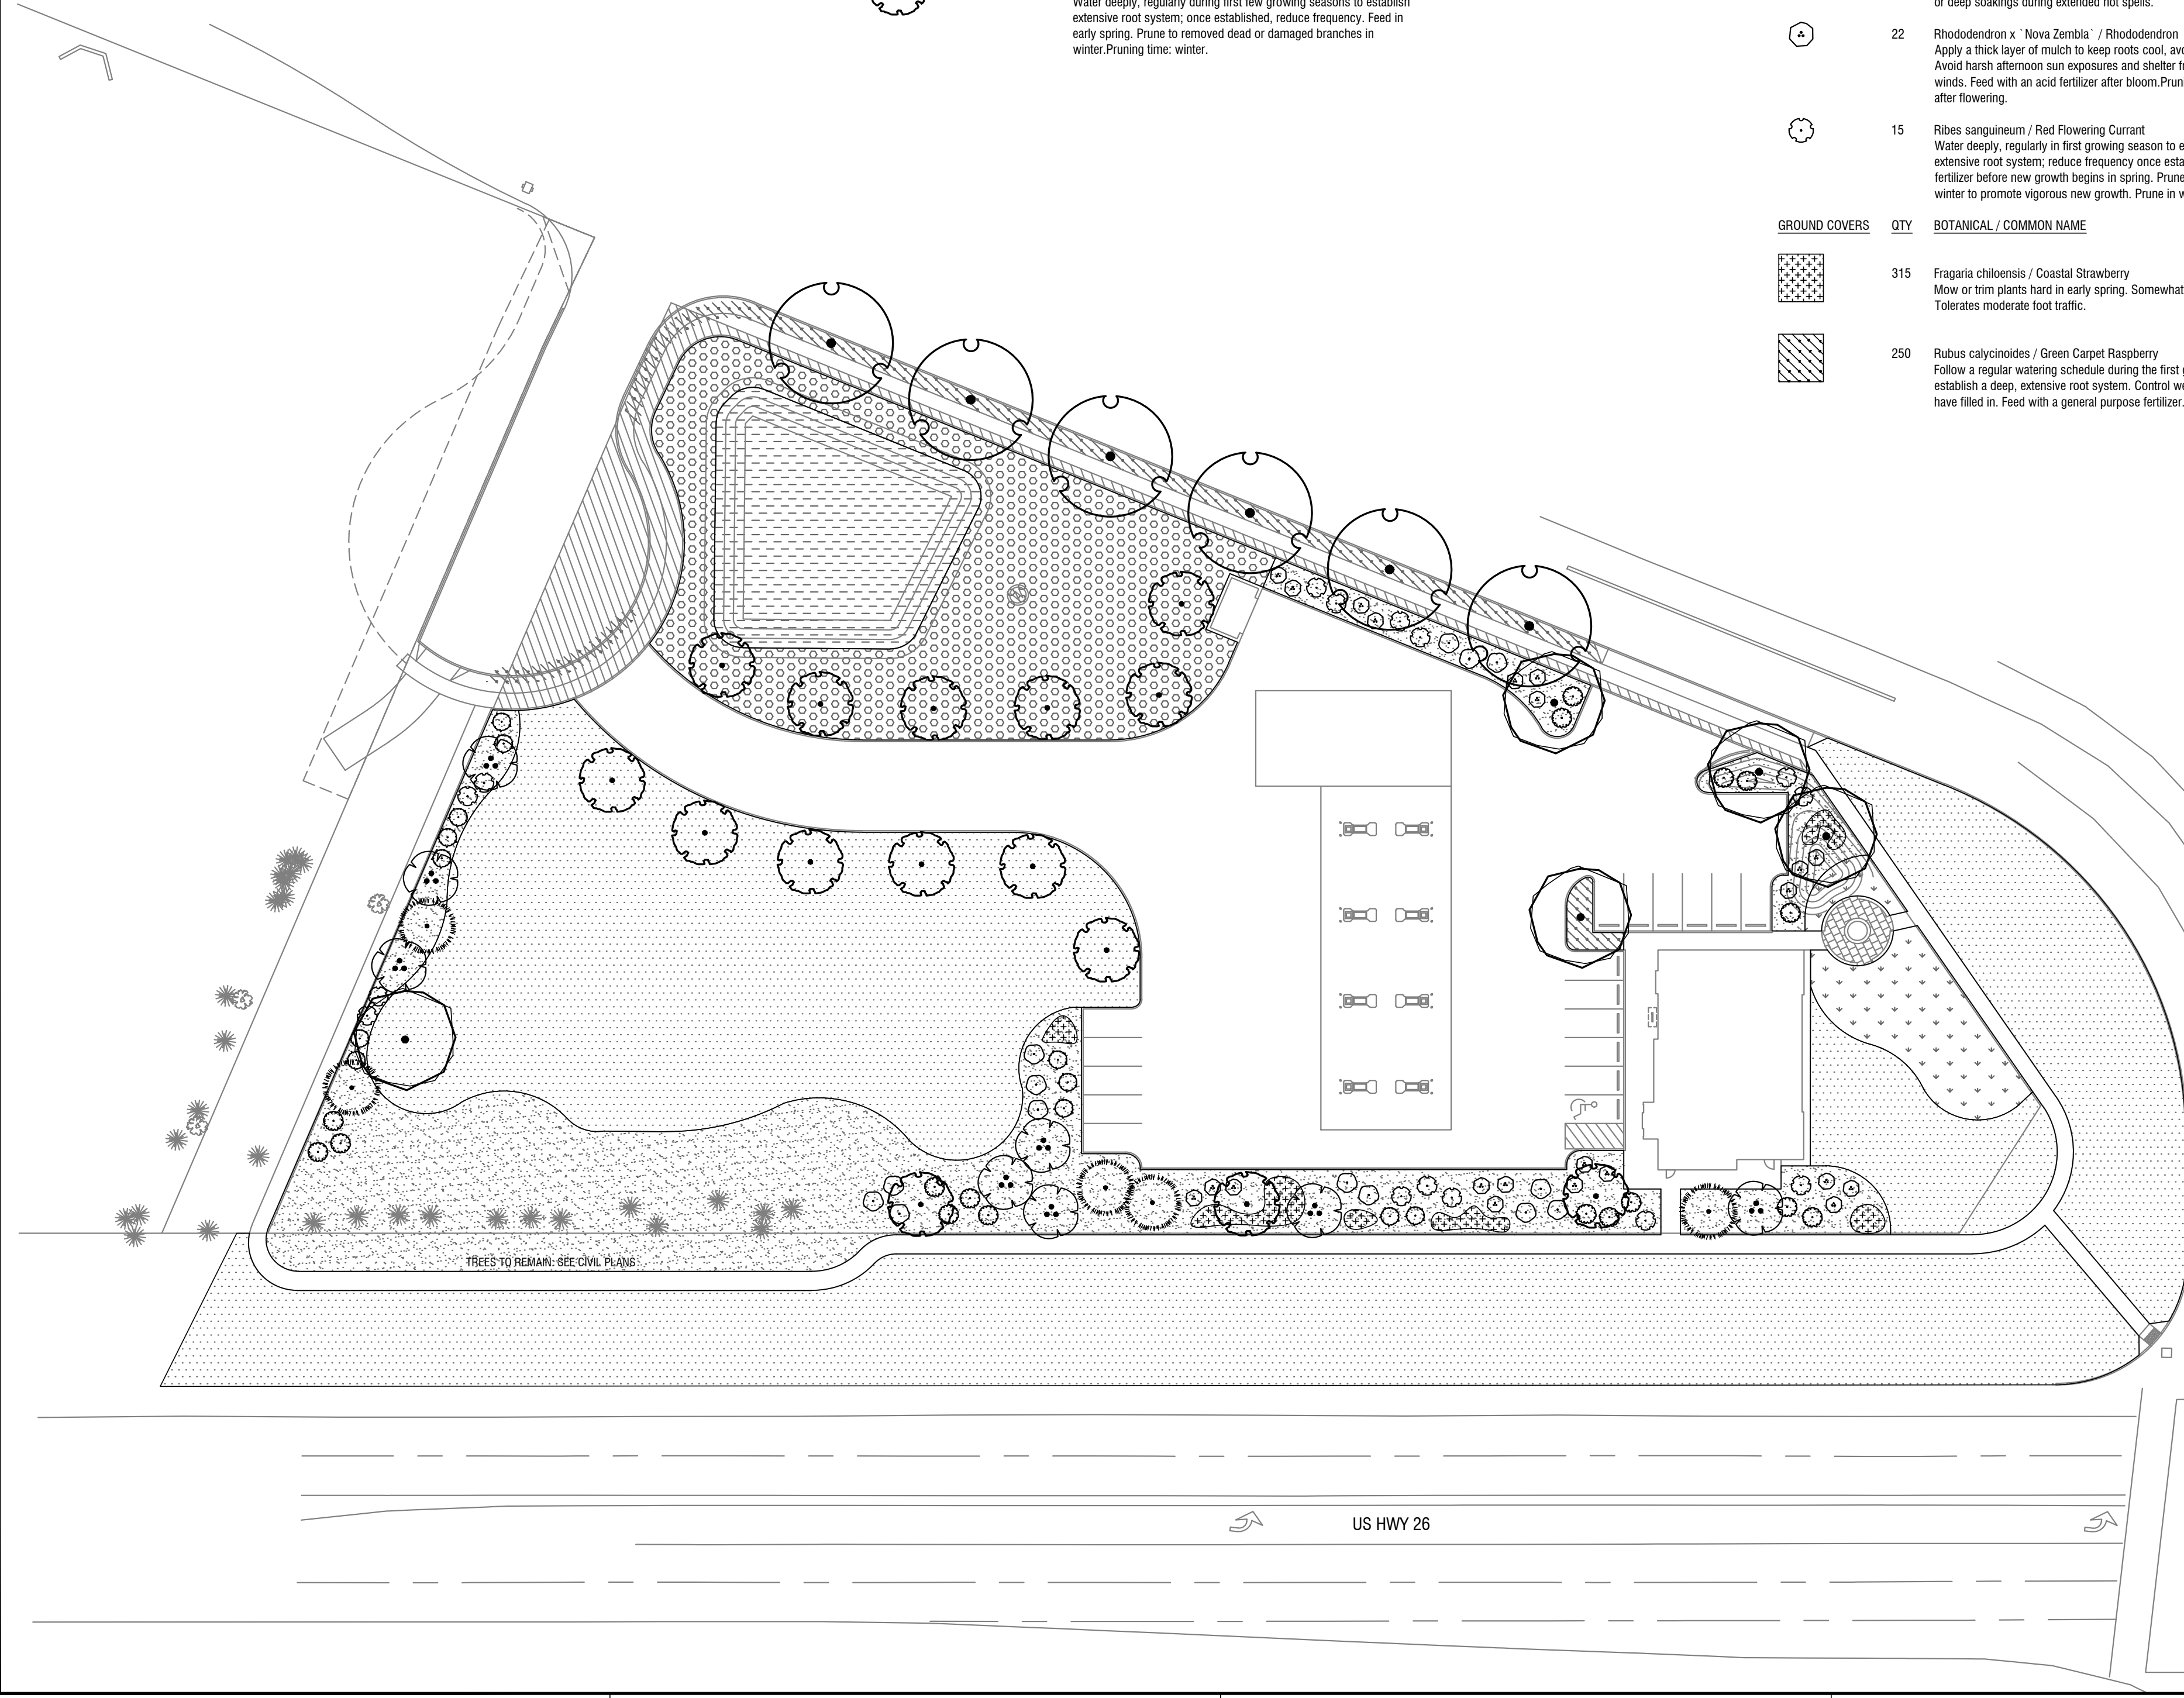 Water deeply, regularly during first few growing seasons to establish
extensive root system; once established, reduce frequency. Feed in
early spring. Prune to removed dead or damaged branches in
winter.Pruning time: winter.
or deep soakings during extended hot spells.
22 Rhododendron x `Nova Zembla` / Rhododendron
Apply a thick layer of mulch to keep roots cool,
Avoid harsh afternoon sun exposures and shelter
winds. Feed with an acid fertilizer after bloom.
after flowering.
15 Ribes sanguineum / Red Flowering Currant
Water deeply, regularly in first growing season to
extensive root system; reduce frequency once
fertilizer before new growth begins in spring. Prune
winter to promote vigorous new growth. Prune in
GROUND COVERS QTY BOTANICAL / COMMON NAME
315 Fragaria chiloensis / Coastal Strawberry
Mow or trim plants hard in early spring. Somewhat
Tolerates moderate foot traffic.
250 Rubus calycinoides / Green Carpet Raspberry
Follow a regular watering schedule during the first
establish a deep, extensive root system. Control
have filled in. Feed with a general purpose fertilizer.
TREES TO REMAIN: SEE CIVIL PLANS
US HWY 26